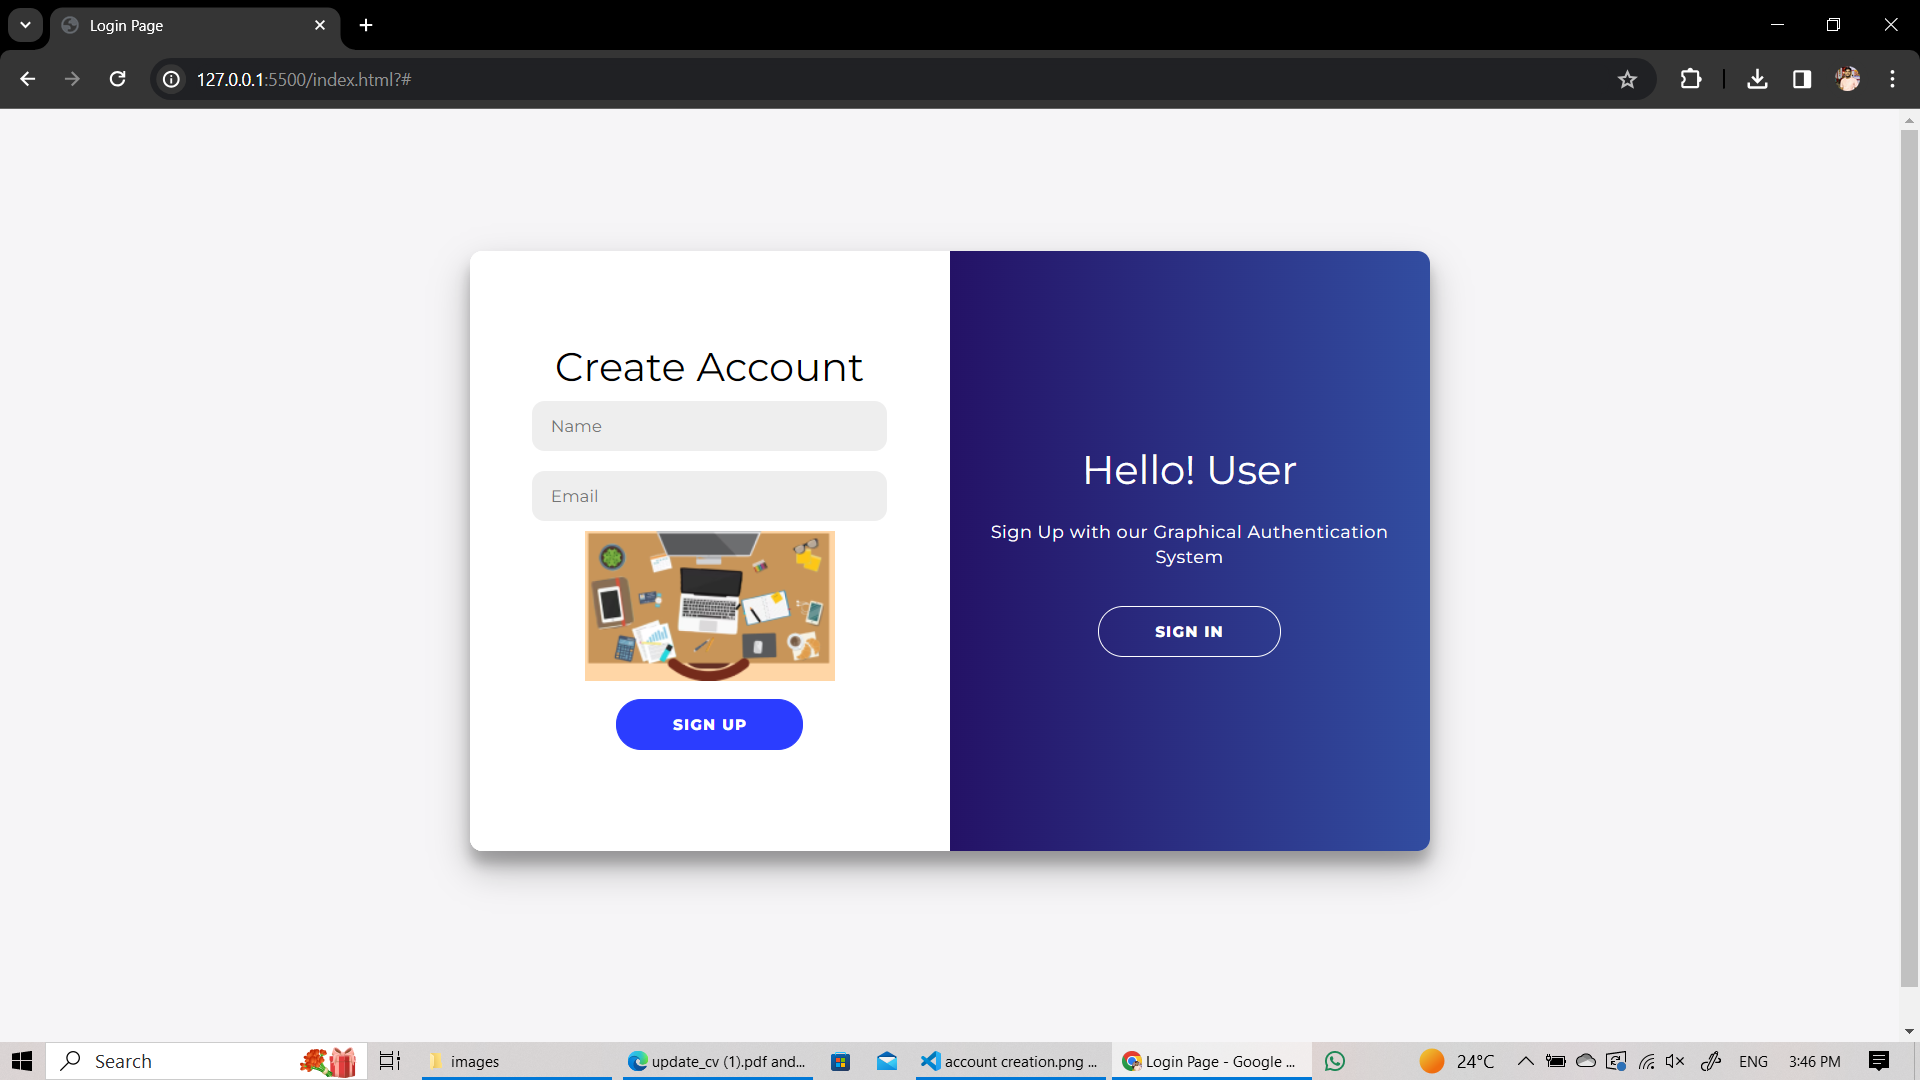 Login Page
127.0.0.1:5500/index.html?#
Create Account
Name
Email
SIGN UP
Hello! User
Sign Up with our Graphical Authentication
System
SIGN IN
Search
images
update_cv (1).pdf and...
account creation.png ...
Login Page - Google ...
24°C
ENG
3:46 PM